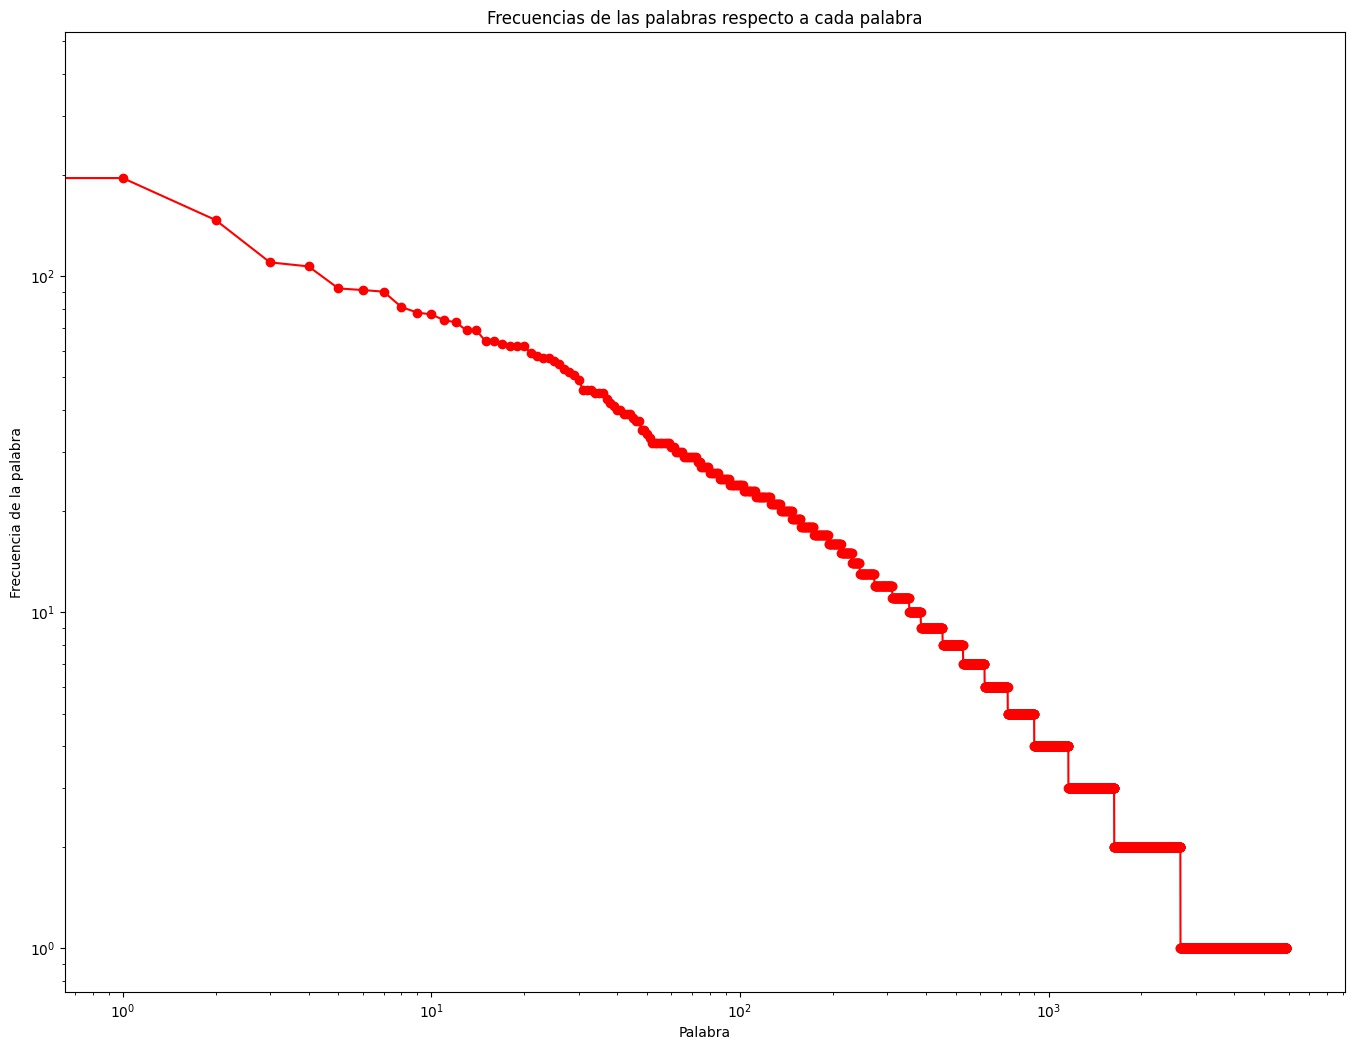 Frecuencias de las palabras respecto a cada palabra
Frecuencia de la palabra
10²
10¹
10⁰
10⁰ 10¹ 10² 10³
Palabra